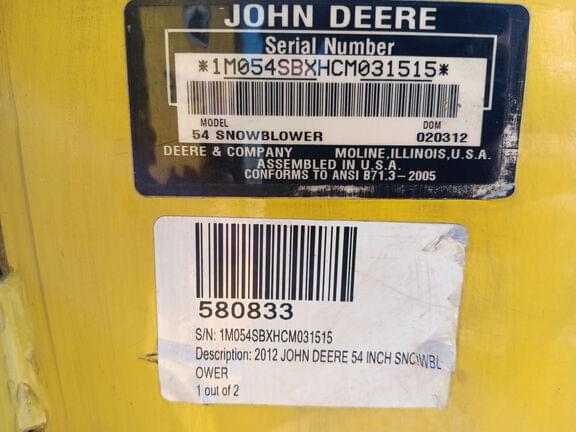 JOHN DEERE
Serial Number
*1M054SBXHCM031515*
MODEL DOM
54 SNOWBLOWER 020312
DEERE & COMPANY MOLINE, ILLINOIS, U.S.A.
ASSEMBLED IN U.S.A.
CONFORMS TO ANSI B71.3-2005
580833
S/N: 1M054SBXHCM031515
Description: 2012 JOHN DEERE 54 INCH SNOWBL
OWER
1 out of 2